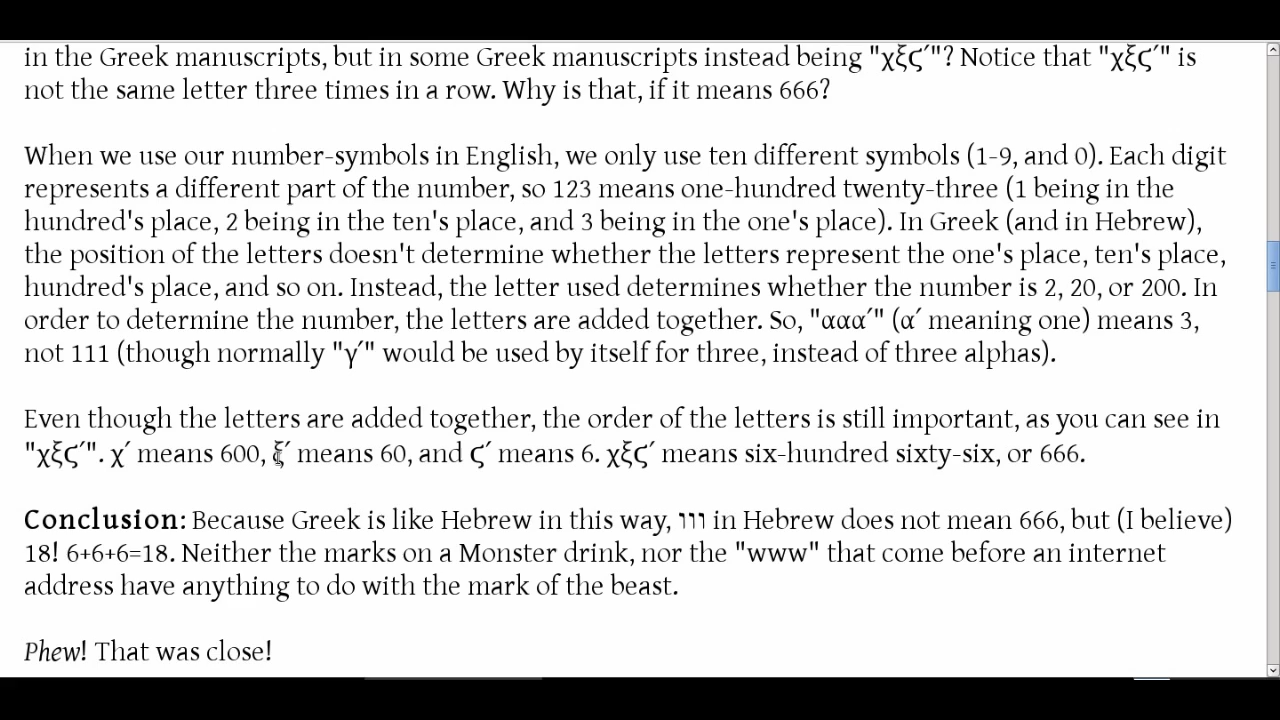 in the Greek manuscripts, but in some Greek manuscripts instead being "χξϛ΄"? Notice that "χξϛ΄" is
not the same letter three times in a row. Why is that, if it means 666?
When we use our number-symbols in English, we only use ten different symbols (1-9, and 0). Each digit
represents a different part of the number, so 123 means one-hundred twenty-three (1 being in the
hundred's place, 2 being in the ten's place, and 3 being in the one's place). In Greek (and in Hebrew),
the position of the letters doesn't determine whether the letters represent the one's place, ten's place,
hundred's place, and so on. Instead, the letter used determines whether the number is 2, 20, or 200. In
order to determine the number, the letters are added together. So, "ααα΄" (α΄ meaning one) means 3,
not 111 (though normally "γ΄" would be used by itself for three, instead of three alphas).
Even though the letters are added together, the order of the letters is still important, as you can see in
"χξϛ΄". χ΄ means 600, ξ΄ means 60, and ϛ΄ means 6. χξϛ΄ means six-hundred sixty-six, or 666.
Conclusion: Because Greek is like Hebrew in this way, ווו in Hebrew does not mean 666, but (I believe)
18! 6+6+6=18. Neither the marks on a Monster drink, nor the "www" that come before an internet
address have anything to do with the mark of the beast.
Phew! That was close!